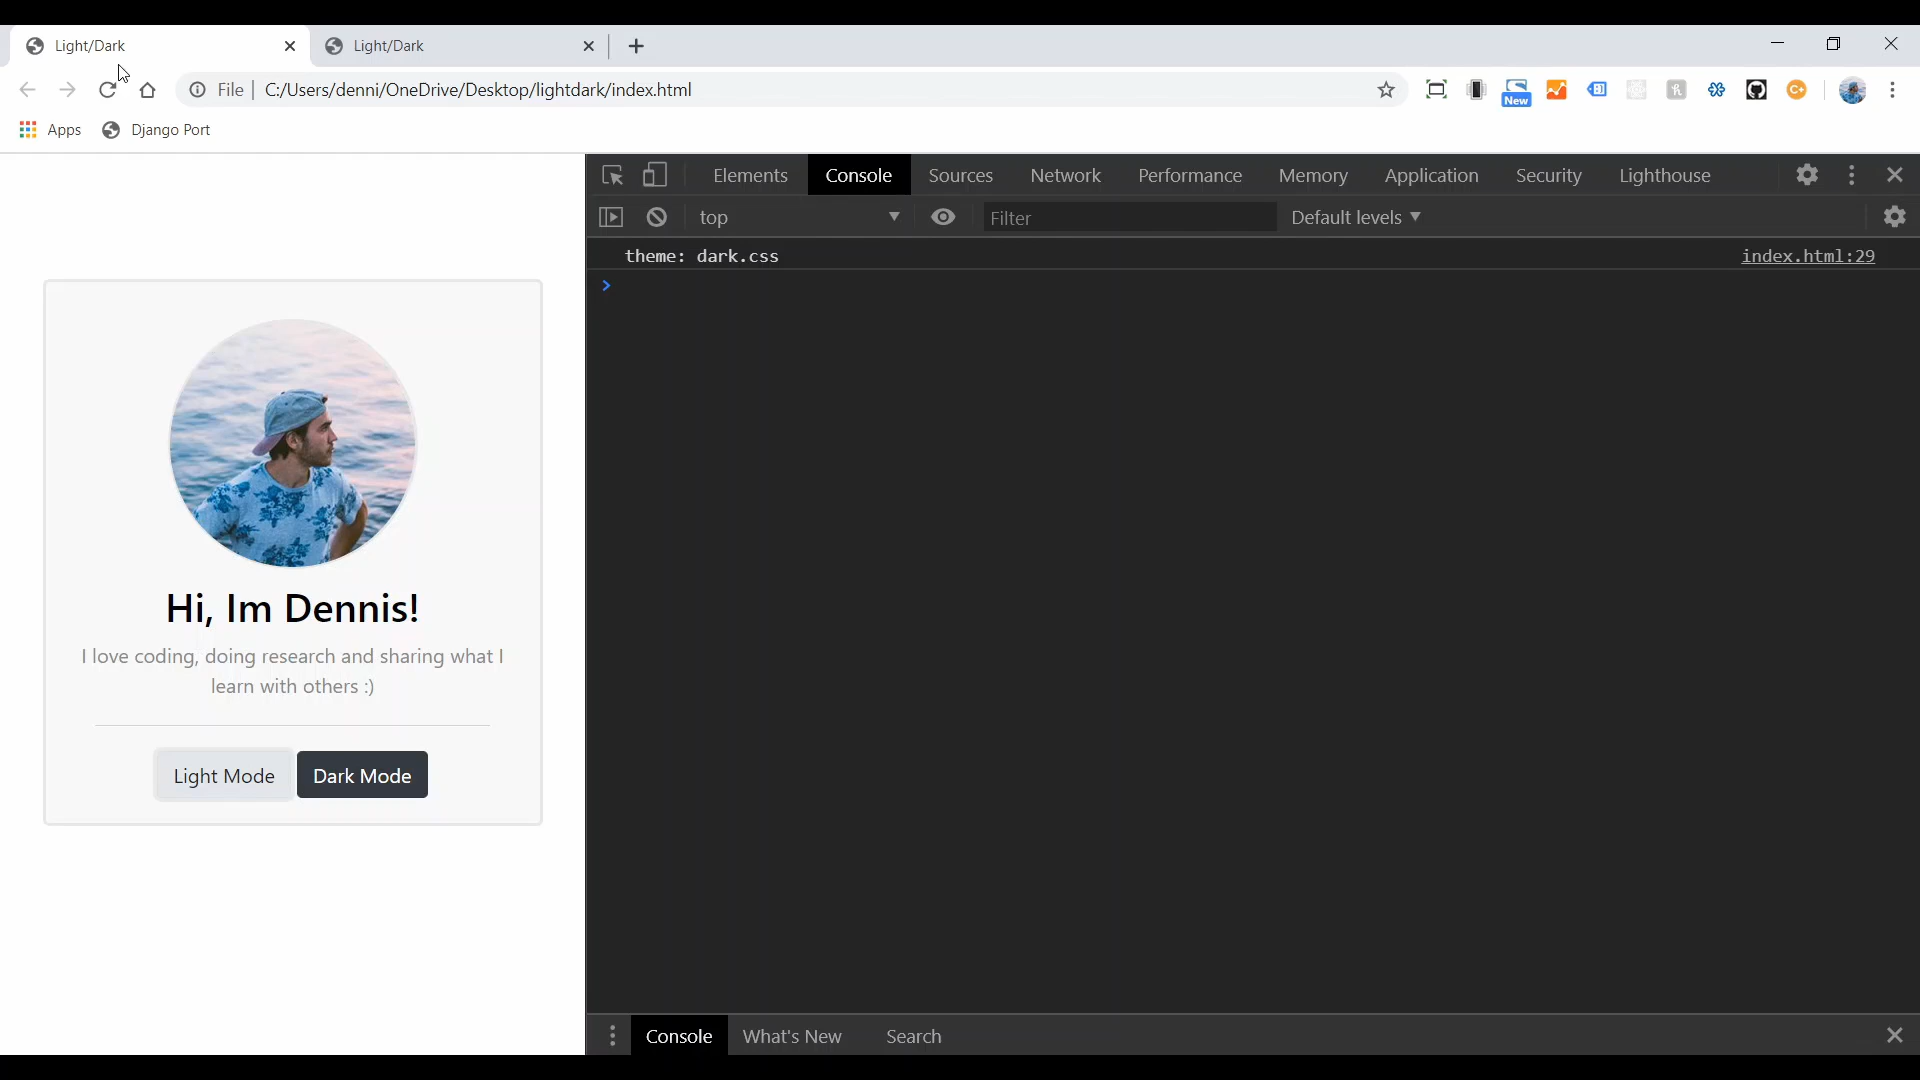 Light/Dark
Light/Dark
File
C:/Users/denni/OneDrive/Desktop/lightdark/index.html
New
C+
Apps
Django Port
Elements
Console
Sources
Network
Performance
Memory
Application
Security
Lighthouse
top
Filter
Default levels
theme: dark.css
index.html:29
Hi, Im Dennis!
I love coding, doing research and sharing what I
learn with others :)
Light Mode
Dark Mode
Console
What's New
Search